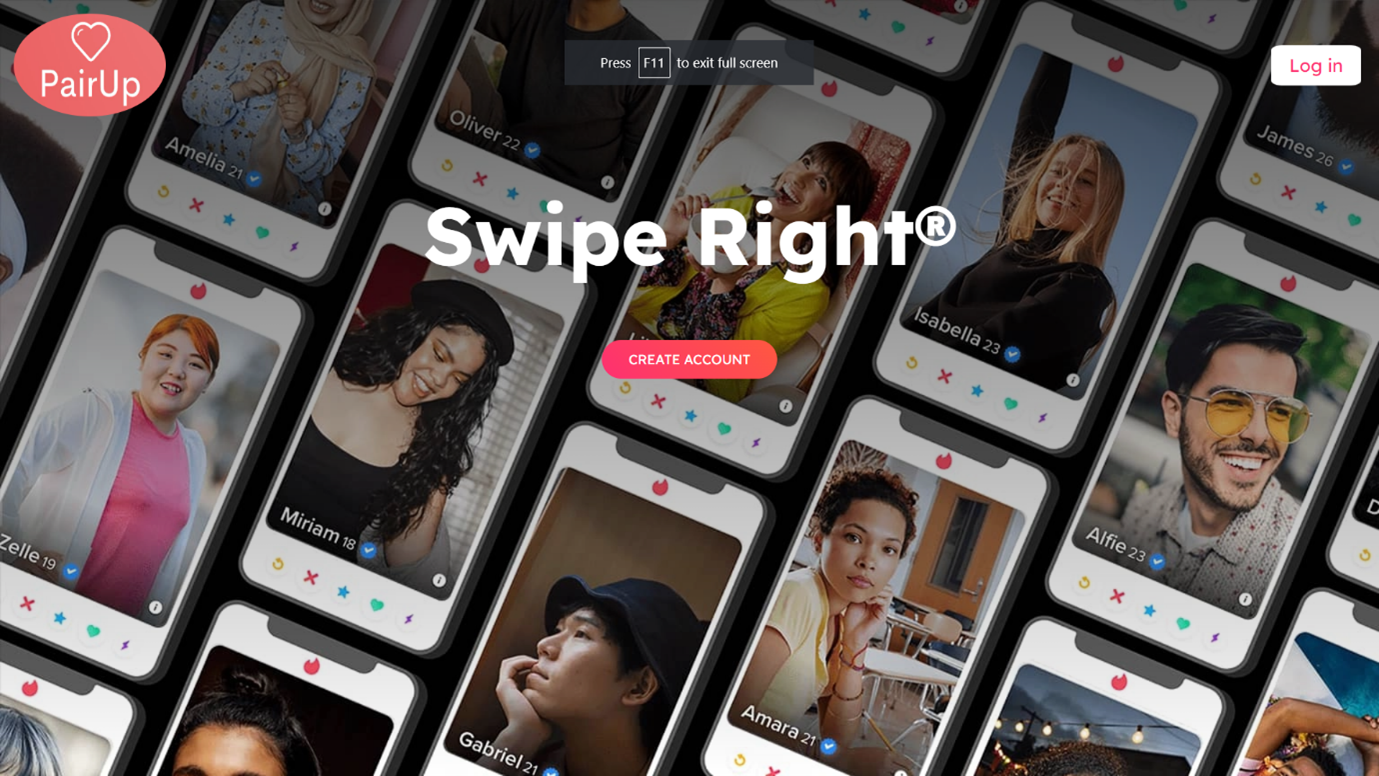 PairUp
Press F11 to exit full screen
Log in
Amelia 21
Oliver 22
James 26
Swipe Right®
Isabella 23
CREATE ACCOUNT
Zelle 19
Miriam 18
Alfie 23
Gabriel 21
Amara 21